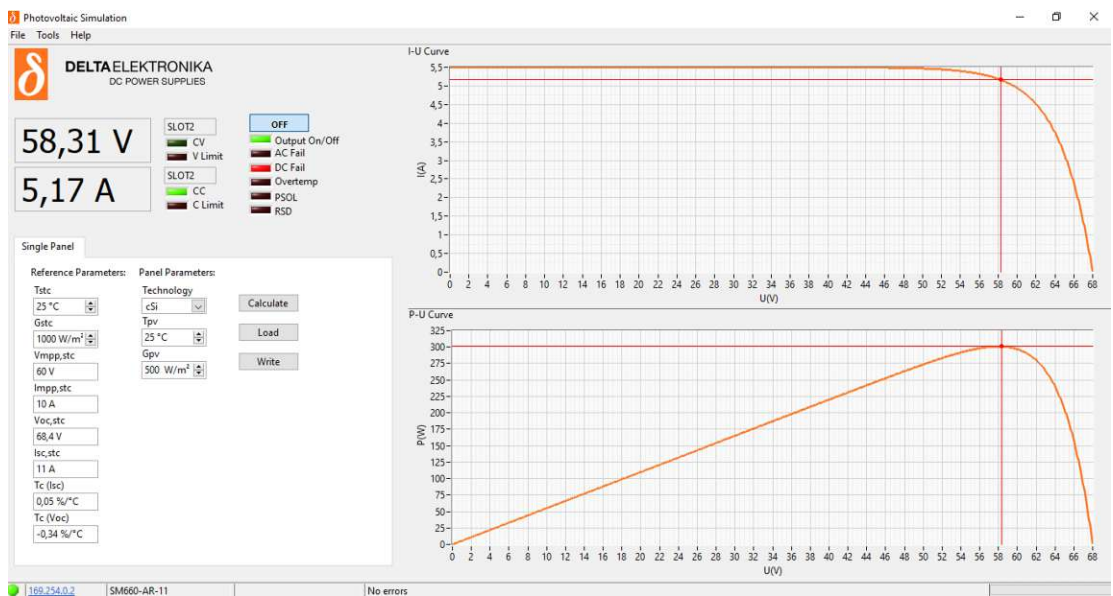 Photovoltaic Simulation
File Tools Help
DELTA ELEKTRONIKA
DC POWER SUPPLIES
58,31 V
SLOT2
CV
V Limit
5,17 A
SLOT2
CC
C Limit
OFF
Output On/Off
AC Fail
DC Fail
Overtemp
PSOL
RSD
Single Panel
Reference Parameters:
Tstc
25 °C
Gstc
1000 W/m²
Vmpp,stc
60 V
Impp,stc
10 A
Voc,stc
68,4 V
Isc,stc
11 A
Tc (Isc)
0,05 %/°C
Tc (Voc)
-0,34 %/°C
Panel Parameters:
Technology
cSi
Tpv
25 °C
Gpv
500 W/m²
Calculate
Load
Write
I-U Curve
5,5
5
4,5
4
3,5
3
2,5
2
1,5
1
0,5
0
I(A)
0 2 4 6 8 10 12 14 16 18 20 22 24 26 28 30 32 34 36 38 40 42 44 46 48 50 52 54 56 58 60 62 64 66 68
U(V)
P-U Curve
325
300
275
250
225
200
175
150
125
100
75
50
25
0
P(W)
0 2 4 6 8 10 12 14 16 18 20 22 24 26 28 30 32 34 36 38 40 42 44 46 48 50 52 54 56 58 60 62 64 66 68
U(V)
169.254.0.2 SM660-AR-11 No errors